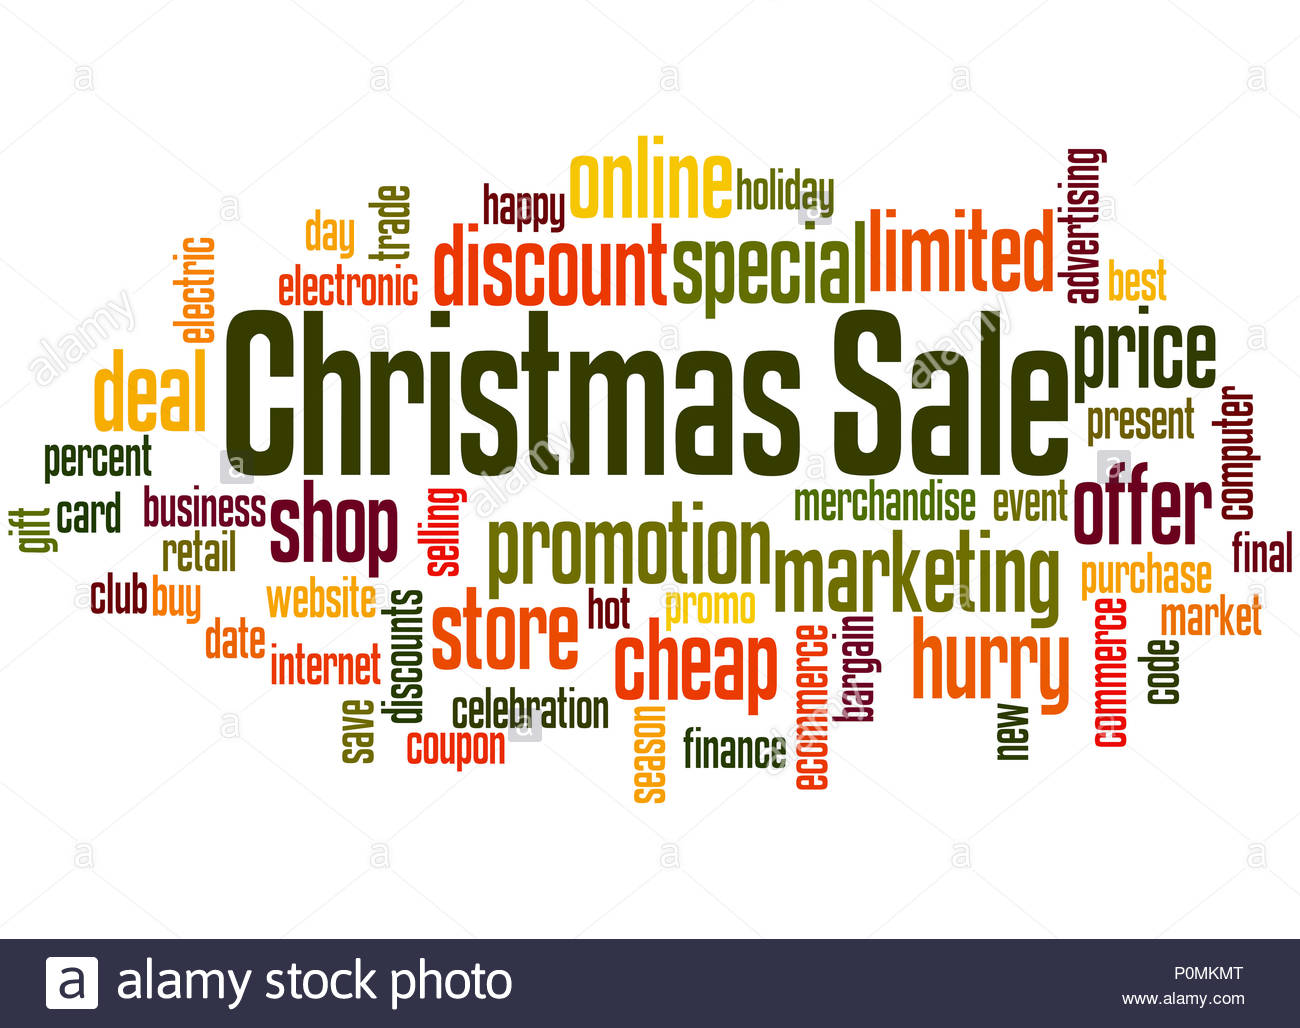 online
holiday
happy
trade
day
advertising
discount
special
limited
electric
electronic
best
Christmas Sale
price
deal
present
computer
percent
gift
card
business
shop
selling
promotion
merchandise
event
offer
retail
marketing
final
club
buy
website
discounts
store
hot
promo
purchase
market
date
internet
cheap
ecommerce
bargain
hurry
commerce
code
save
celebration
coupon
season
finance
new
a alamy stock photo
P0MKMT
www.alamy.com